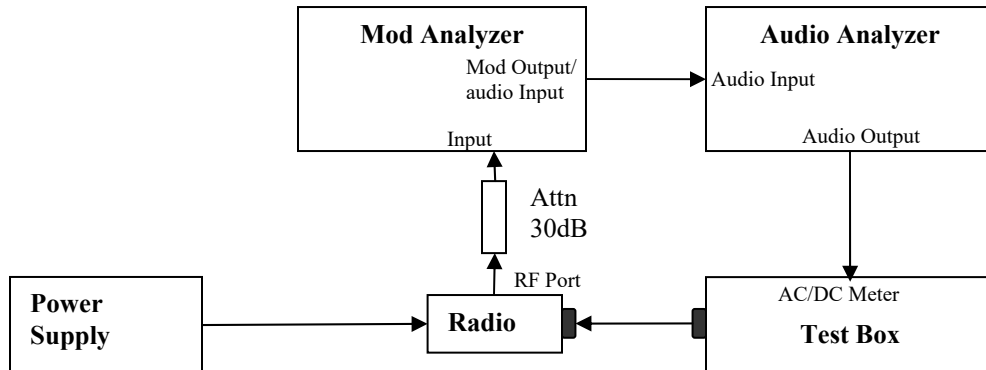 Mod Analyzer
Mod Output/
audio Input
Input
Audio Analyzer
Audio Input
Audio Output
Attn
30dB
RF Port
Power
Supply
Radio
AC/DC Meter
Test Box